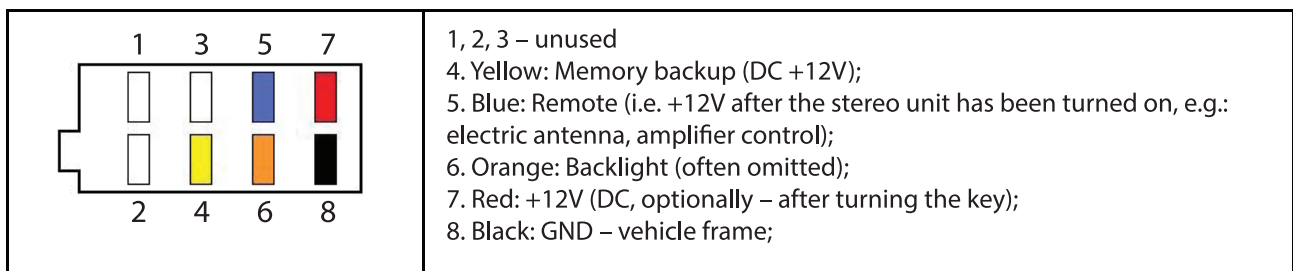 1 3 5 7
2 4 6 8
1, 2, 3 – unused
4. Yellow: Memory backup (DC +12V);
5. Blue: Remote (i.e. +12V after the stereo unit has been turned on, e.g.:
electric antenna, amplifier control);
6. Orange: Backlight (often omitted);
7. Red: +12V (DC, optionally – after turning the key);
8. Black: GND – vehicle frame;